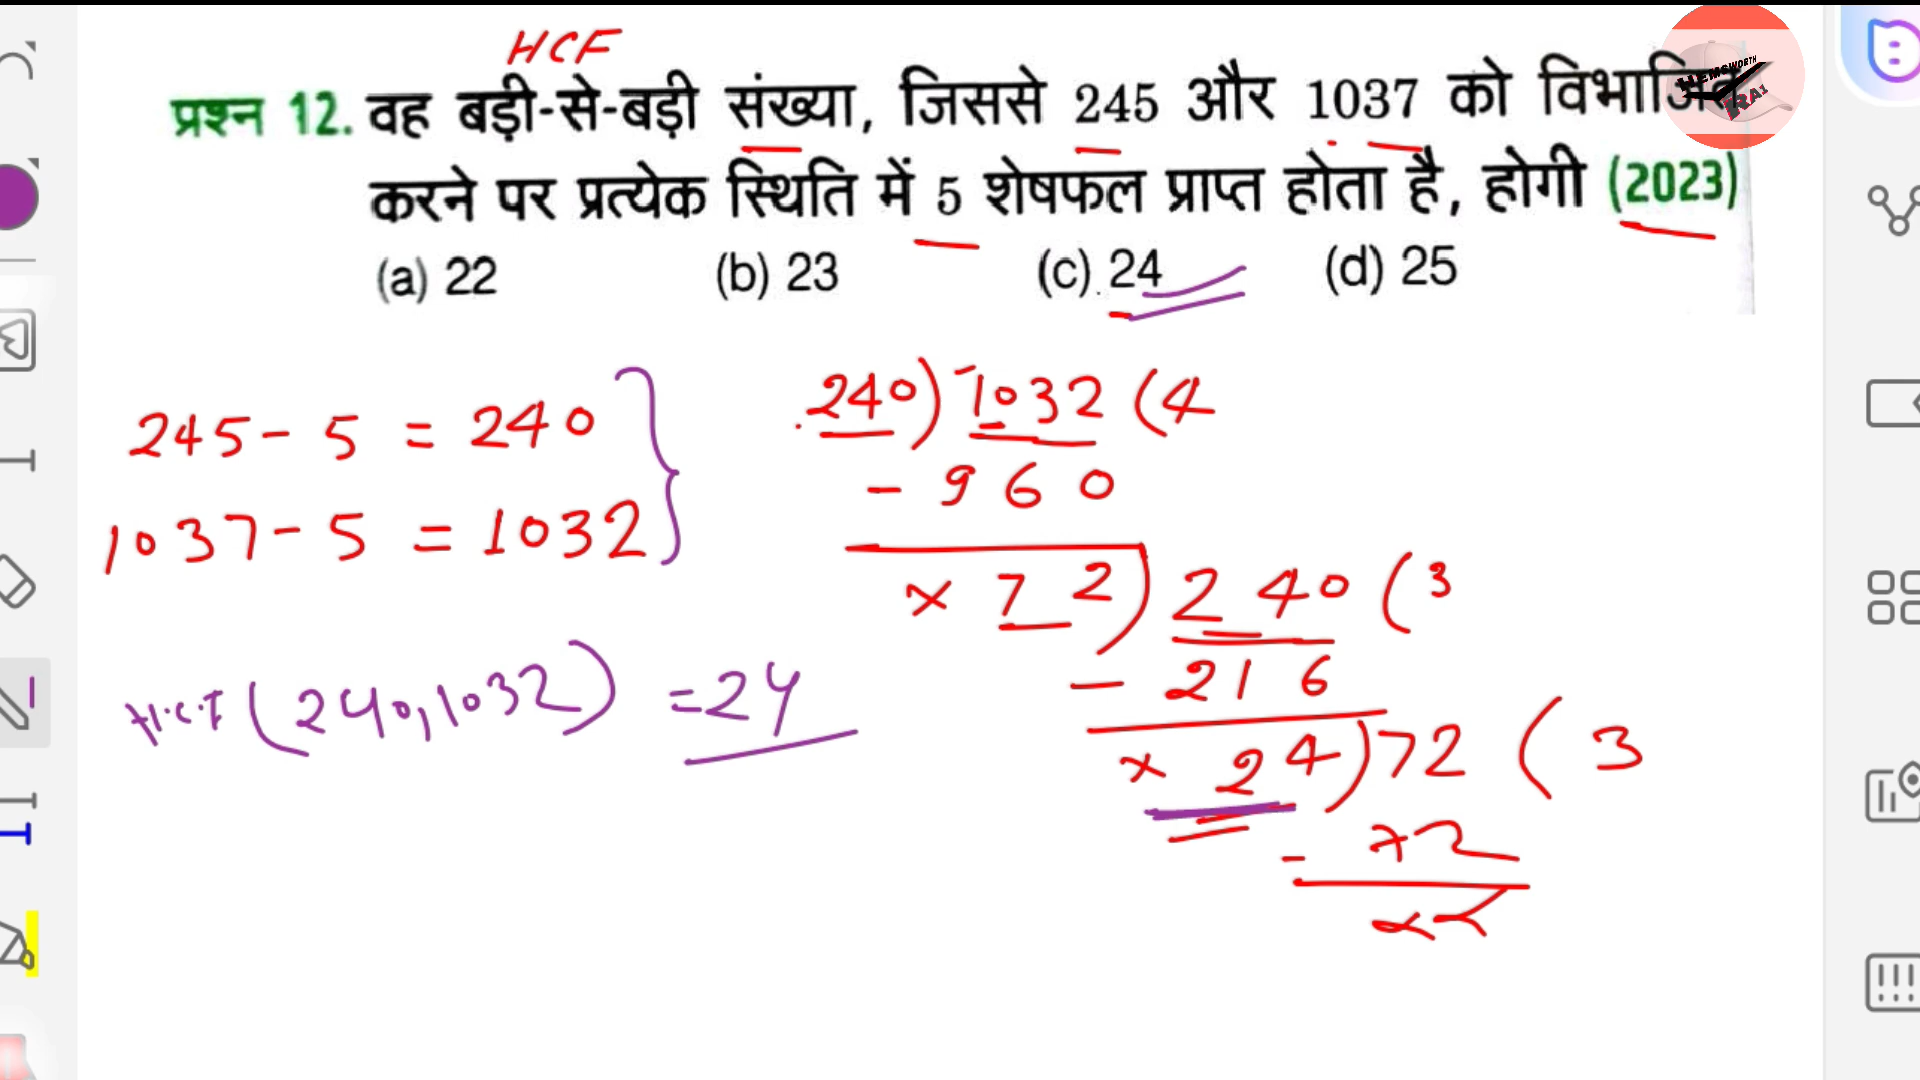 HCF
प्रश्न 12. वह बड़ी-से-बड़ी संख्या, जिससे 245 और 1037 को विभाजित
करने पर प्रत्येक स्थिति में 5 शेषफल प्राप्त होता है, होगी (2023)
(a) 22 (b) 23 (c) 24 (d) 25
HEMSWORTH
ERA1
245 - 5 = 240
1037 - 5 = 1032
H.C.F (240,1032) = 24
240) 1032 (4
- 960
× 72) 240 (3
- 216
× 24) 72 (3
- 72
××